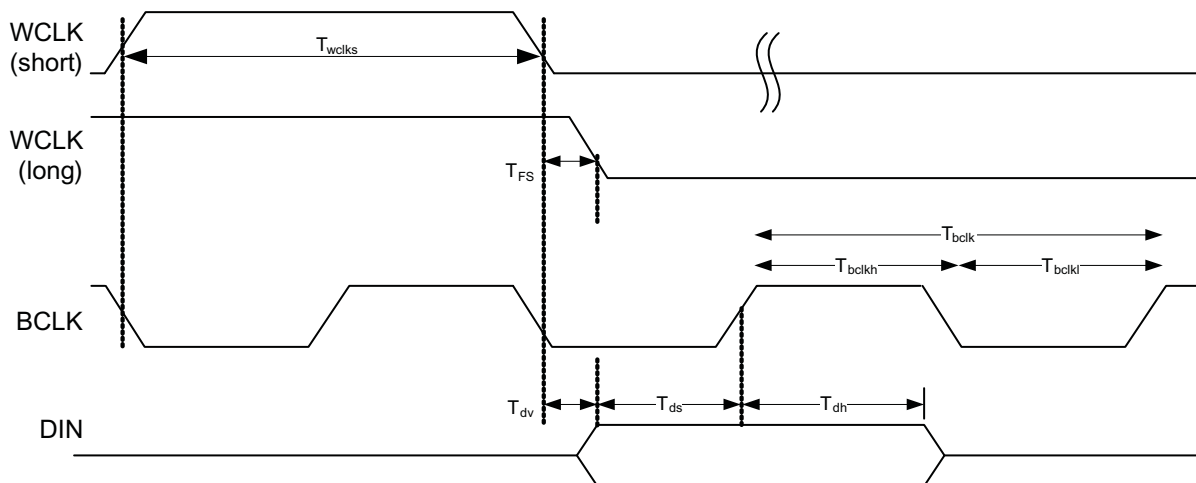 WCLK
(short)
Twclks
WCLK
(long)
TFS
Tbclk
Tbclkh
Tbclkl
BCLK
Tdv
Tds
Tdh
DIN